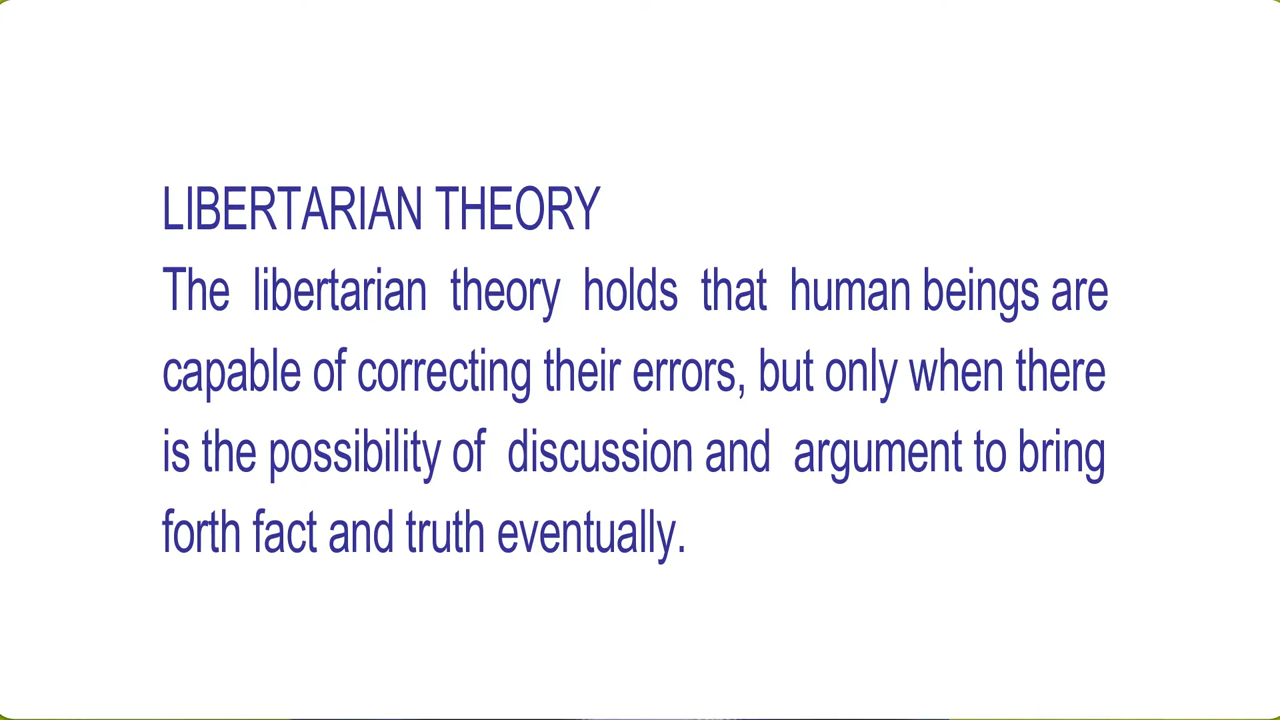 LIBERTARIAN THEORY
The libertarian theory holds that human beings are
capable of correcting their errors, but only when there
is the possibility of discussion and argument to bring
forth fact and truth eventually.